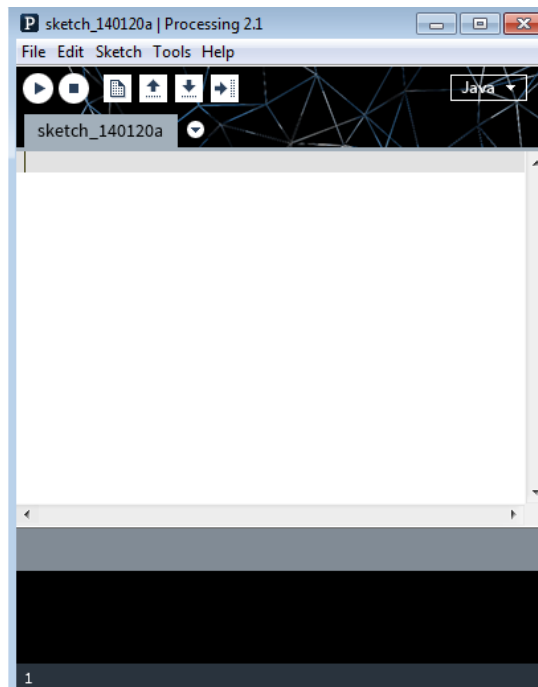 P sketch_140120a | Processing 2.1
File Edit Sketch Tools Help
Java
sketch_140120a
1